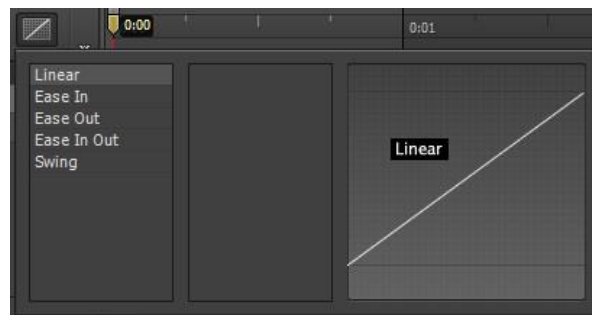 0:00
0:01
Linear
Ease In
Ease Out
Ease In Out
Swing
Linear